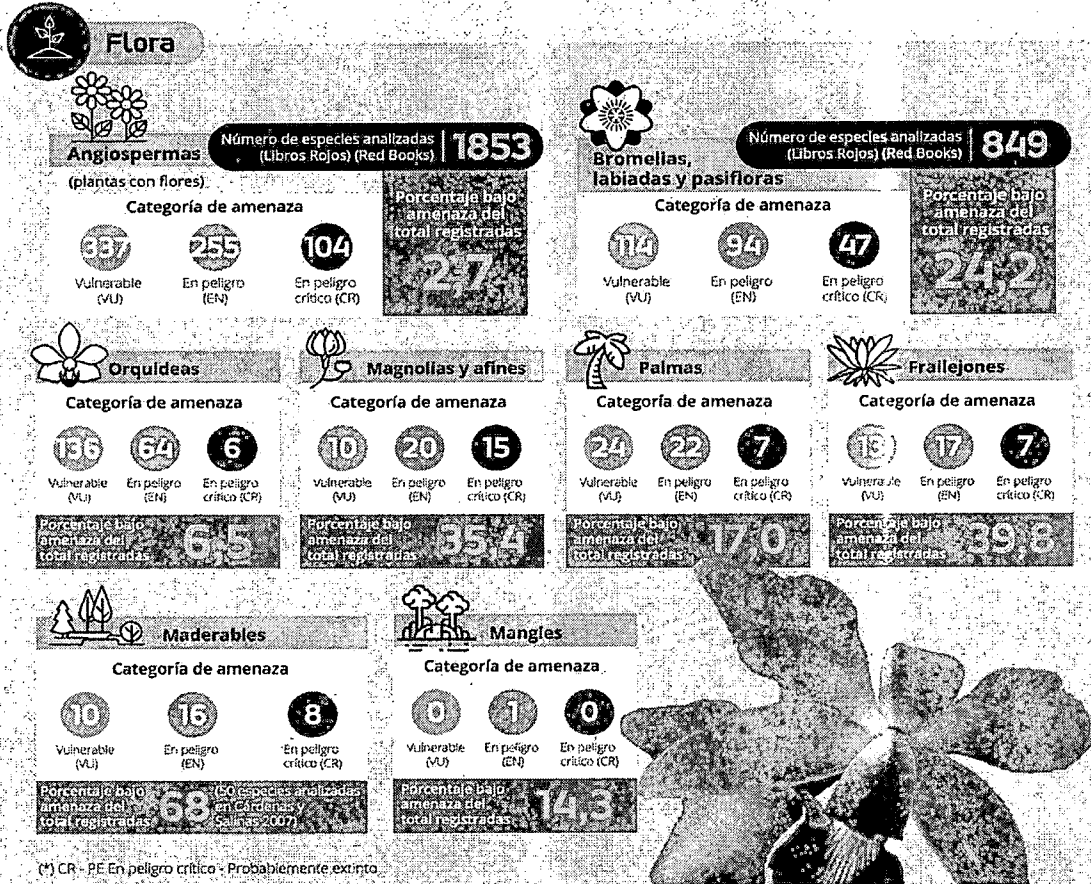 Flora
Angiospermas
(plantas con flores)
Número de especies analizadas
(Libros Rojos) (Red Books)
1853
Categoría de amenaza
337
255
104
Vulnerable
(VU)
En peligro
(EN)
En peligro
crítico (CR)
Porcentaje bajo
amenaza del
total registradas
2,7
Bromelias,
labiadas y pasifloras
Número de especies analizadas
(Libros Rojos) (Red Books)
849
Categoría de amenaza
114
94
47
Vulnerable
(VU)
En peligro
(EN)
En peligro
crítico (CR)
Porcentaje bajo
amenaza del
total registradas
24,2
Orquídeas
Categoría de amenaza
136
64
6
Vulnerable
(VU)
En peligro
(EN)
En peligro
crítico (CR)
Porcentaje bajo
amenaza del
total registradas
6,5
Magnolias y afines
Categoría de amenaza
10
20
15
Vulnerable
(VU)
En peligro
(EN)
En peligro
crítico (CR)
Porcentaje bajo
amenaza del
total registradas
35,4
Palmas
Categoría de amenaza
24
22
7
Vulnerable
(VU)
En peligro
(EN)
En peligro
crítico (CR)
Porcentaje bajo
amenaza del
total registradas
17,0
Frailejones
Categoría de amenaza
13
17
7
Vulnerable
(VU)
En peligro
(EN)
En peligro
crítico (CR)
Porcentaje bajo
amenaza del
total registradas
39,8
Maderables
Categoría de amenaza
10
16
8
Vulnerable
(VU)
En peligro
(EN)
En peligro
crítico (CR)
Porcentaje bajo
amenaza del
total registradas
68
(50 especies analizadas
en Cárdenas y
Salinas 2007)
Mangles
Categoría de amenaza
0
1
0
Vulnerable
(VU)
En peligro
(EN)
En peligro
crítico (CR)
Porcentaje bajo
amenaza del
total registradas
14,3
(*) CR - PE En peligro crítico - Probablemente extinto